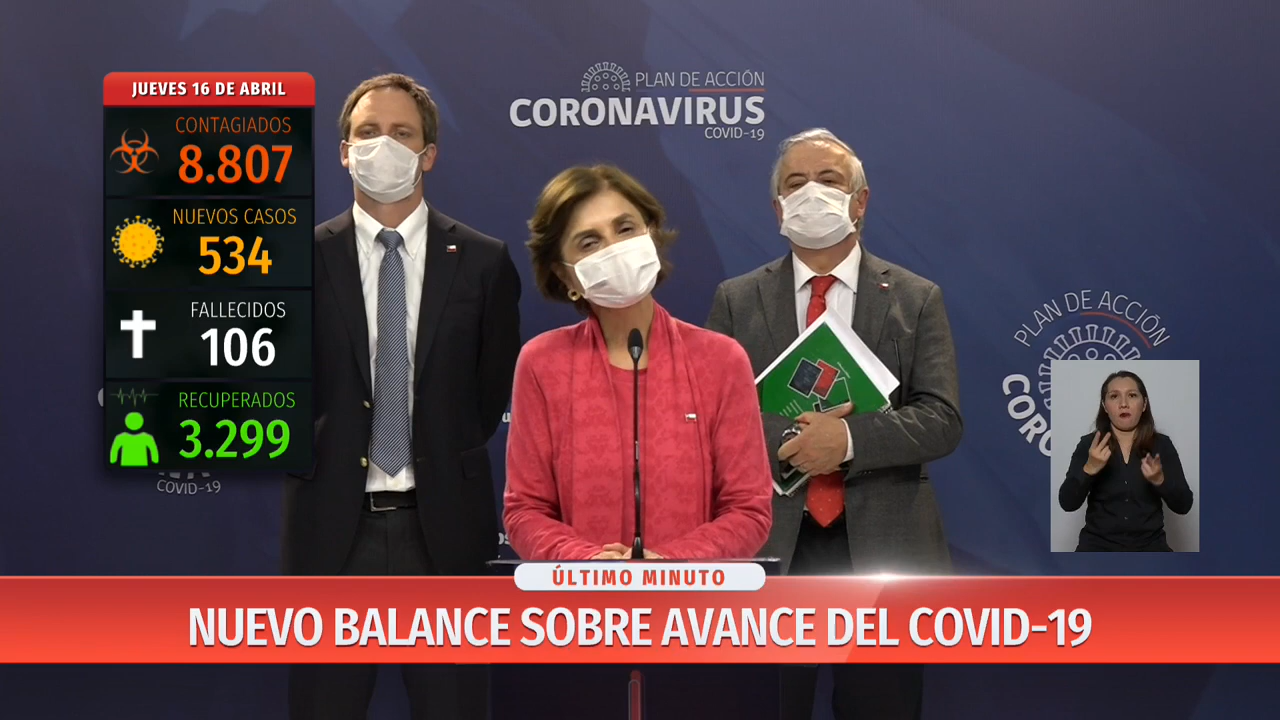 JUEVES 16 DE ABRIL
CONTAGIADOS
8.807
NUEVOS CASOS
534
FALLECIDOS
106
RECUPERADOS
3.299
PLAN DE ACCIÓN
CORONAVIRUS
COVID-19
PLAN DE ACCIÓN
COVID-19
ÚLTIMO MINUTO
NUEVO BALANCE SOBRE AVANCE DEL COVID-19